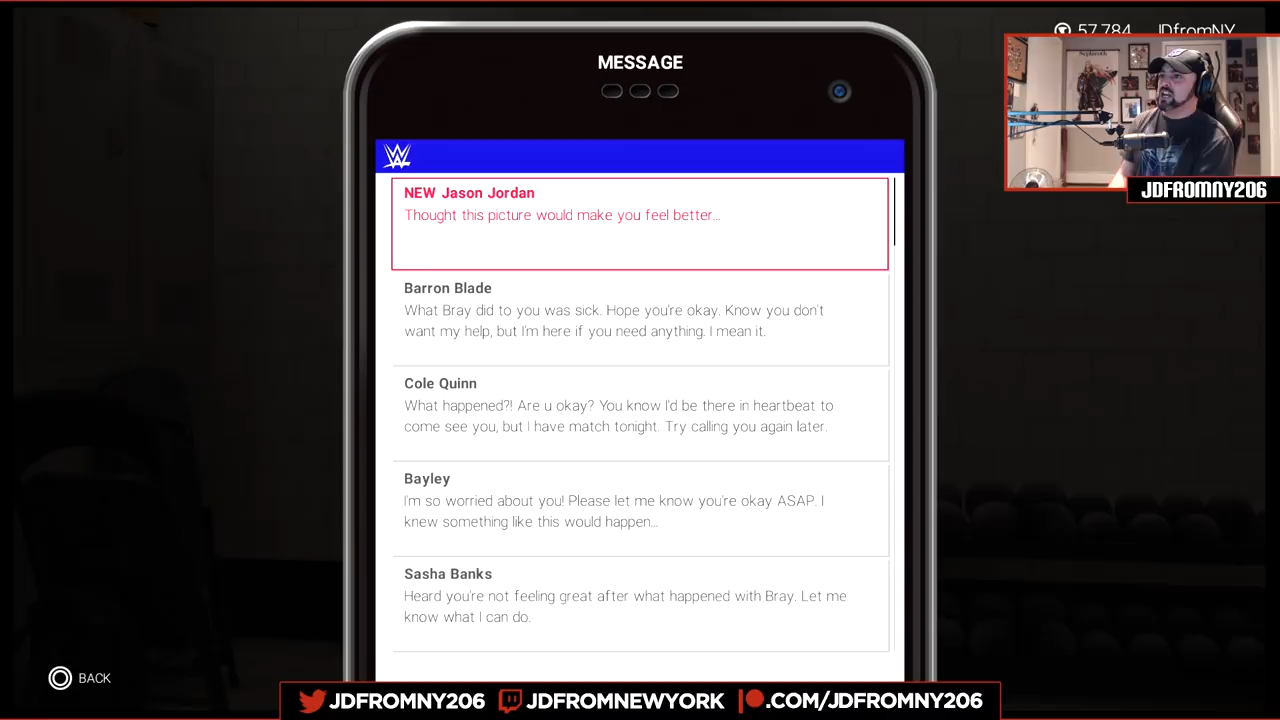 MESSAGE
57,784 JDfromNY
Sephiroth
JDFROMNY206
NEW Jason Jordan
Thought this picture would make you feel better...
Barron Blade
What Bray did to you was sick. Hope you're okay. Know you don't
want my help, but I'm here if you need anything. I mean it.
Cole Quinn
What happened?! Are u okay? You know I'd be there in heartbeat to
come see you, but I have match tonight. Try calling you again later.
Bayley
I'm so worried about you! Please let me know you're okay ASAP. I
knew something like this would happen...
Sasha Banks
Heard you're not feeling great after what happened with Bray. Let me
know what I can do.
BACK
JDFROMNY206 JDFROMNEWYORK .COM/JDFROMNY206